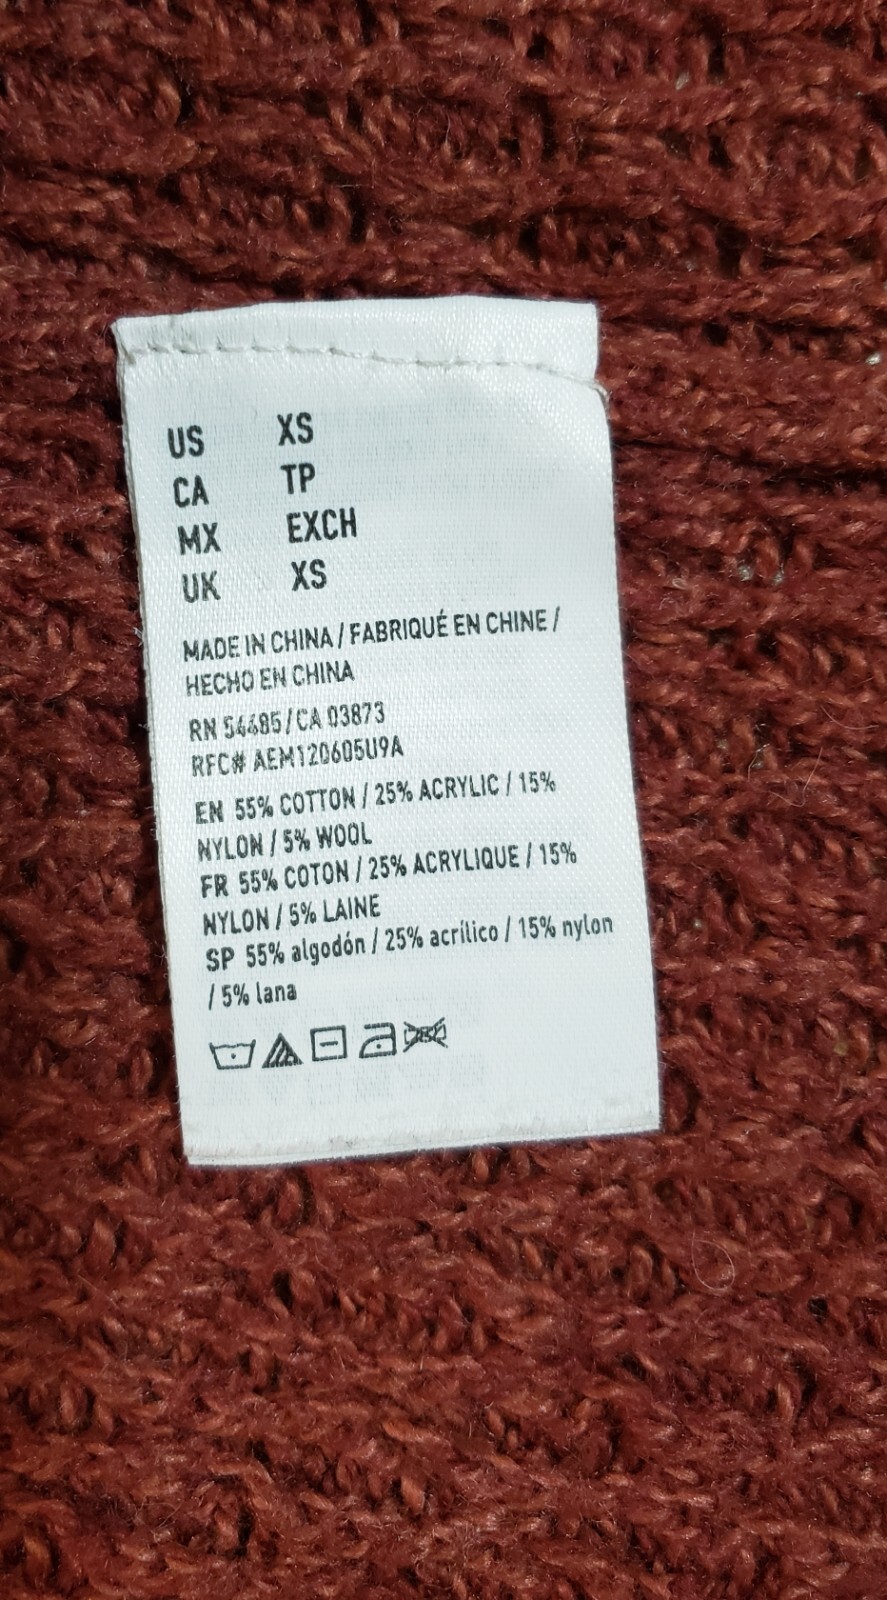 US XS
CA TP
MX EXCH
UK XS
MADE IN CHINA / FABRIQUÉ EN CHINE /
HECHO EN CHINA
RN 54485 / CA 03873
RFC# AEM120605U9A
EN 55% COTTON / 25% ACRYLIC / 15%
NYLON / 5% WOOL
FR 55% COTON / 25% ACRYLIQUE / 15%
NYLON / 5% LAINE
SP 55% algodón / 25% acrílico / 15% nylon
/ 5% lana